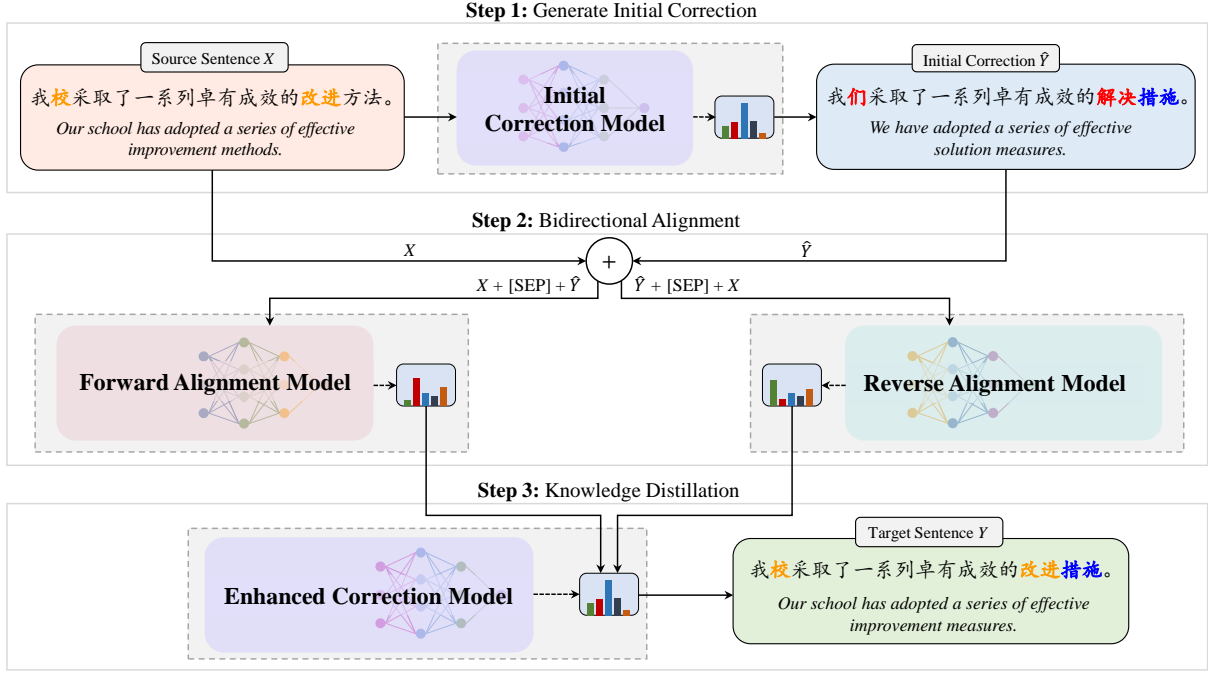 Step 1: Generate Initial Correction
Source Sentence X
我校采取了一系列卓有成效的改进方法。
Our school has adopted a series of effective
improvement methods.
Initial
Correction Model
Initial Correction Ŷ
我们采取了一系列卓有成效的解决措施。
We have adopted a series of effective
solution measures.
Step 2: Bidirectional Alignment
X
+
Ŷ
X + [SEP] + Ŷ
Ŷ + [SEP] + X
Forward Alignment Model
Reverse Alignment Model
Step 3: Knowledge Distillation
Enhanced Correction Model
Target Sentence Y
我校采取了一系列卓有成效的改进措施。
Our school has adopted a series of effective
improvement measures.